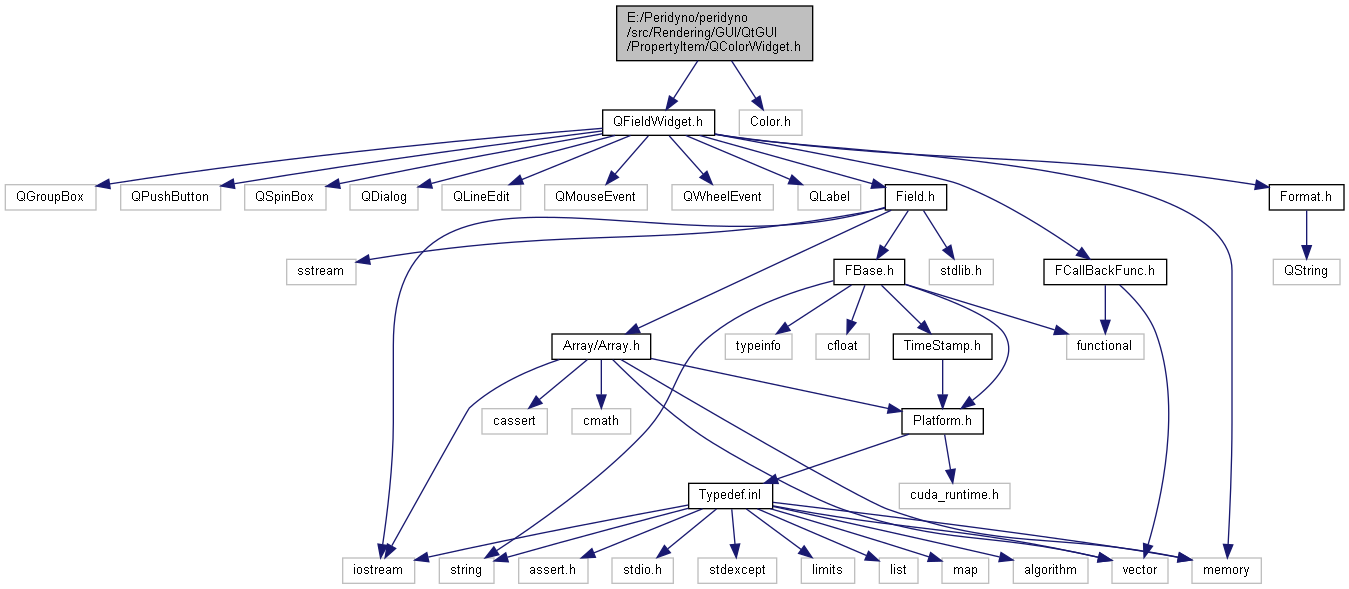 E:/Peridyno/peridyno
/src/Rendering/GUI/QtGUI
/PropertyItem/QColorWidget.h
QFieldWidget.h
Color.h
QGroupBox
QPushButton
QSpinBox
QDialog
QLineEdit
QMouseEvent
QWheelEvent
QLabel
Field.h
Format.h
sstream
FBase.h
stdlib.h
FCallBackFunc.h
QString
Array/Array.h
typeinfo
cfloat
TimeStamp.h
functional
cassert
cmath
Platform.h
Typedef.inl
cuda_runtime.h
iostream
string
assert.h
stdio.h
stdexcept
limits
list
map
algorithm
vector
memory